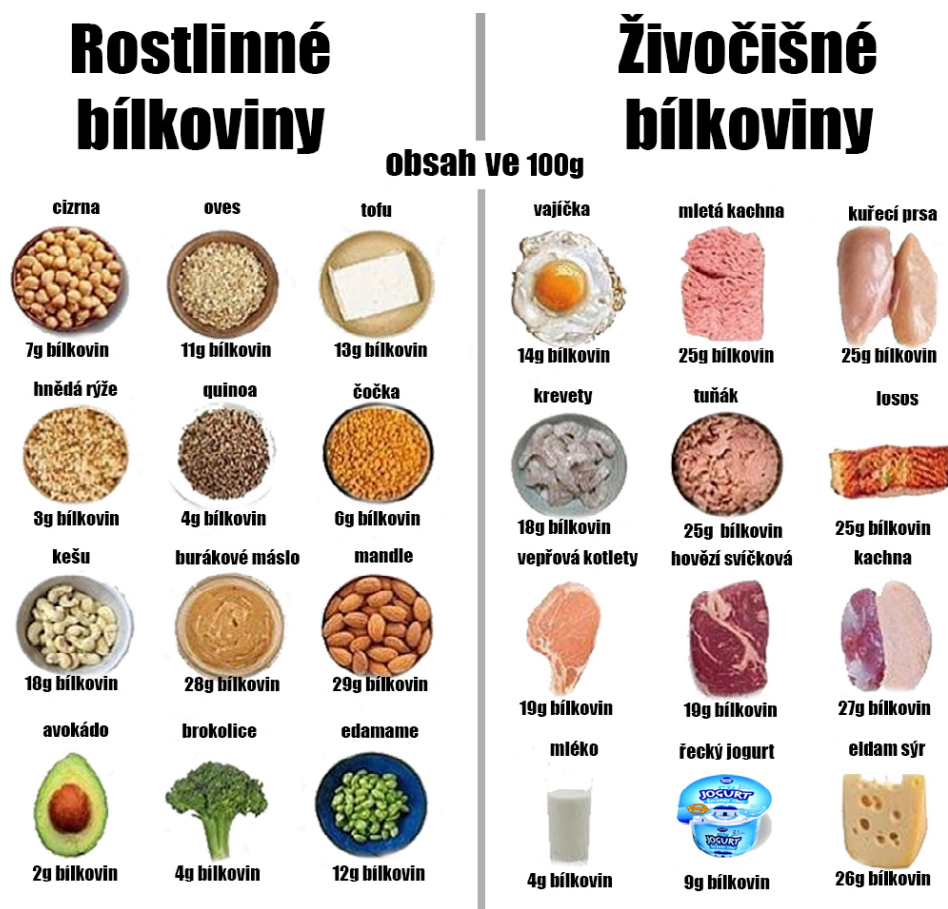 Rostlinné
bílkoviny
Živočišné
bílkoviny
obsah ve 100g
cizrna
oves
tofu
7g bílkovin
11g bílkovin
13g bílkovin
hnědá rýže
quinoa
čočka
3g bílkovin
4g bílkovin
6g bílkovin
kešu
burákové máslo
mandle
18g bílkovin
28g bílkovin
29g bílkovin
avokádo
brokolice
edamame
2g bílkovin
4g bílkovin
12g bílkovin
vajíčka
mletá kachna
kuřecí prsa
14g bílkovin
25g bílkovin
25g bílkovin
krevety
tuňák
losos
18g bílkovin
25g bílkovin
25g bílkovin
vepřová kotlety
hovězí svíčková
kachna
19g bílkovin
19g bílkovin
27g bílkovin
mléko
řecký jogurt
eldam sýr
JOGURT
JOGURT
4g bílkovin
9g bílkovin
26g bílkovin